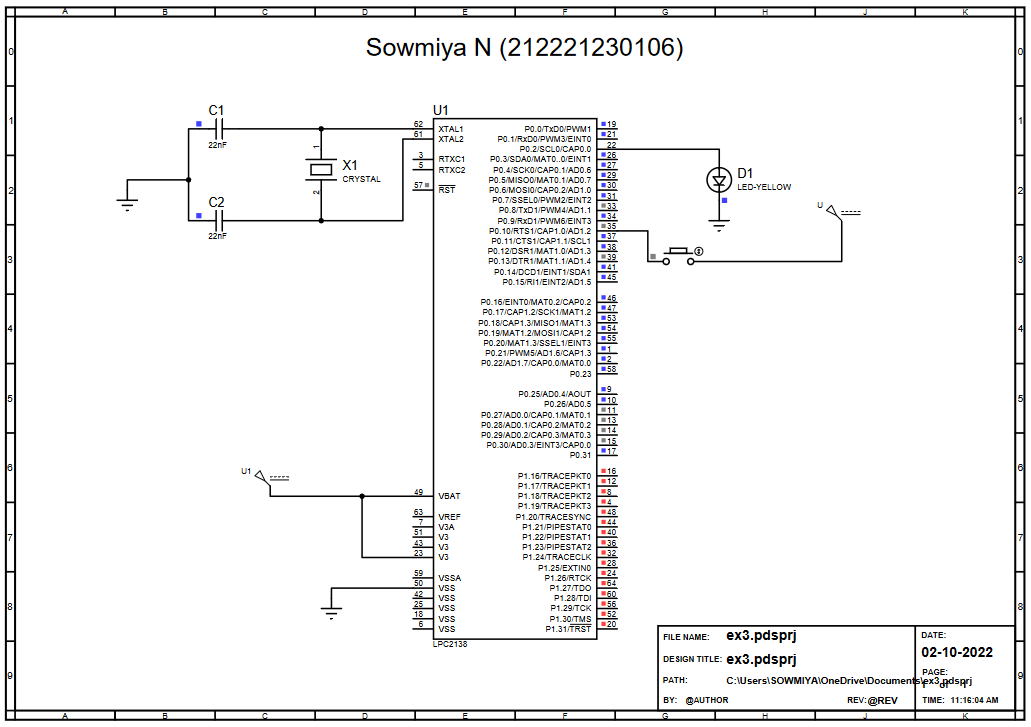 A B C D E F G H J K
Sowmiya N (212221230106)
0 0
1 1
2 2
3 3
4 4
5 5
6 6
7 7
8 8
9 9
C1
22nF
C2
22nF
X1
CRYSTAL
1
2
U1
62 XTAL1
61 XTAL2
3 RTXC1
5 RTXC2
57 RST
49 VBAT
63 VREF
7 V3A
51 V3
43 V3
23 V3
59 VSSA
50 VSS
42 VSS
25 VSS
18 VSS
6 VSS
P0.0/TxD0/PWM1 19
P0.1/RxD0/PWM3/EINT0 21
P0.2/SCL0/CAP0.0 22
P0.3/SDA0/MAT0..0/EINT1 26
P0.4/SCK0/CAP0.1/AD0.6 27
P0.5/MISO0/MAT0.1/AD0.7 29
P0.6/MOSI0/CAP0.2/AD1.0 30
P0.7/SSEL0/PWM2/EINT2 31
P0.8/TxD1/PWM4/AD1.1 33
P0.9/RxD1/PWM6/EINT3 34
P0.10/RTS1/CAP1.0/AD1.2 35
P0.11/CTS1/CAP1.1/SCL1 37
P0.12/DSR1/MAT1.0/AD1.3 38
P0.13/DTR1/MAT1.1/AD1.4 39
P0.14/DCD1/EINT1/SDA1 41
P0.15/RI1/EINT2/AD1.5 45
P0.16/EINT0/MAT0.2/CAP0.2 46
P0.17/CAP1.2/SCK1/MAT1.2 47
P0.18/CAP1.3/MISO1/MAT1.3 53
P0.19/MAT1.2/MOSI1/CAP1.2 54
P0.20/MAT1.3/SSEL1/EINT3 55
P0.21/PWM5/AD1.6/CAP1.3 1
P0.22/AD1.7/CAP0.0/MAT0.0 2
P0.23 58
P0.25/AD0.4/AOUT 9
P0.26/AD0.5 10
P0.27/AD0.0/CAP0.1/MAT0.1 11
P0.28/AD0.1/CAP0.2/MAT0.2 13
P0.29/AD0.2/CAP0.3/MAT0.3 14
P0.30/AD0.3/EINT3/CAP0.0 15
P0.31 17
P1.16/TRACEPKT0 16
P1.17/TRACEPKT1 12
P1.18/TRACEPKT2 8
P1.19/TRACEPKT3 4
P1.20/TRACESYNC 48
P1.21/PIPESTAT0 44
P1.22/PIPESTAT1 40
P1.23/PIPESTAT2 36
P1.24/TRACECLK 32
P1.25/EXTIN0 28
P1.26/RTCK 24
P1.27/TDO 64
P1.28/TDI 60
P1.29/TCK 56
P1.30/TMS 52
P1.31/TRST 20
LPC2138
D1
LED-YELLOW
U
U1
FILE NAME: ex3.pdsprj
DESIGN TITLE: ex3.pdsprj
PATH: C:\Users\SOWMIYA\OneDrive\Documents\ex3.pdsprj
BY: @AUTHOR REV:@REV
DATE:
02-10-2022
PAGE:
1 of 1
TIME: 11:16:04 AM
A B C D E F G H J K